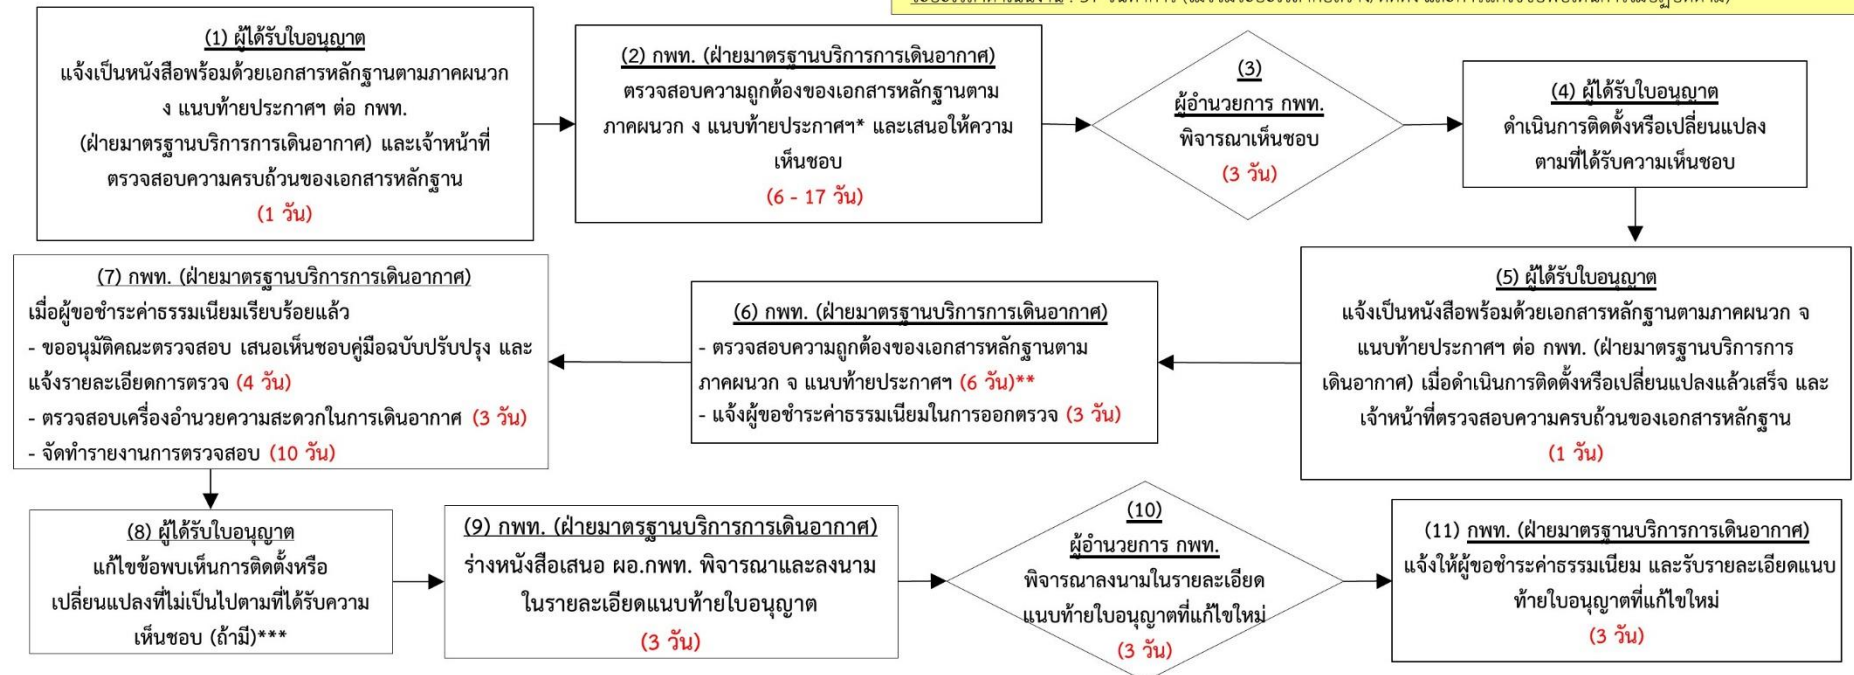 (1) ผู้ได้รับใบอนุญาต
แจ้งเป็นหนังสือพร้อมด้วยเอกสารหลักฐานตามภาคผนวก
ง แนบท้ายประกาศฯ ต่อ กพท.
(ฝ่ายมาตรฐานบริการการเดินอากาศ) และเจ้าหน้าที่
ตรวจสอบความครบถ้วนของเอกสารหลักฐาน
(1 วัน)
(2) กพท. (ฝ่ายมาตรฐานบริการการเดินอากาศ)
ตรวจสอบความถูกต้องของเอกสารหลักฐานตาม
ภาคผนวก ง แนบท้ายประกาศฯ* และเสนอให้ความ
เห็นชอบ
(6 - 17 วัน)
(3)
ผู้อำนวยการ กพท.
พิจารณาเห็นชอบ
(3 วัน)
(4) ผู้ได้รับใบอนุญาต
ดำเนินการติดตั้งหรือเปลี่ยนแปลง
ตามที่ได้รับความเห็นชอบ
(5) ผู้ได้รับใบอนุญาต
แจ้งเป็นหนังสือพร้อมด้วยเอกสารหลักฐานตามภาคผนวก จ
แนบท้ายประกาศฯ ต่อ กพท. (ฝ่ายมาตรฐานบริการการ
เดินอากาศ) เมื่อดำเนินการติดตั้งหรือเปลี่ยนแปลงแล้วเสร็จ และ
เจ้าหน้าที่ตรวจสอบความครบถ้วนของเอกสารหลักฐาน
(1 วัน)
(6) กพท. (ฝ่ายมาตรฐานบริการการเดินอากาศ)
- ตรวจสอบความถูกต้องของเอกสารหลักฐานตาม
ภาคผนวก จ แนบท้ายประกาศฯ (6 วัน)**
- แจ้งผู้ขอชำระค่าธรรมเนียมในการออกตรวจ (3 วัน)
(7) กพท. (ฝ่ายมาตรฐานบริการการเดินอากาศ)
เมื่อผู้ขอชำระค่าธรรมเนียมเรียบร้อยแล้ว
- ขออนุมัติคณะตรวจสอบ เสนอเห็นชอบคู่มือฉบับปรับปรุง และ
แจ้งรายละเอียดการตรวจ (4 วัน)
- ตรวจสอบเครื่องอำนวยความสะดวกในการเดินอากาศ (3 วัน)
- จัดทำรายงานการตรวจสอบ (10 วัน)
(8) ผู้ได้รับใบอนุญาต
แก้ไขข้อพบเห็นการติดตั้งหรือ
เปลี่ยนแปลงที่ไม่เป็นไปตามที่ได้รับความ
เห็นชอบ (ถ้ามี)***
(9) กพท. (ฝ่ายมาตรฐานบริการการเดินอากาศ)
ร่างหนังสือเสนอ ผอ.กพท. พิจารณาและลงนาม
ในรายละเอียดแนบท้ายใบอนุญาต
(3 วัน)
(10)
ผู้อำนวยการ กพท.
พิจารณาลงนามในรายละเอียด
แนบท้ายใบอนุญาตที่แก้ไขใหม่
(3 วัน)
(11) กพท. (ฝ่ายมาตรฐานบริการการเดินอากาศ)
แจ้งให้ผู้ขอชำระค่าธรรมเนียม และรับรายละเอียดแนบ
ท้ายใบอนุญาตที่แก้ไขใหม่
(3 วัน)